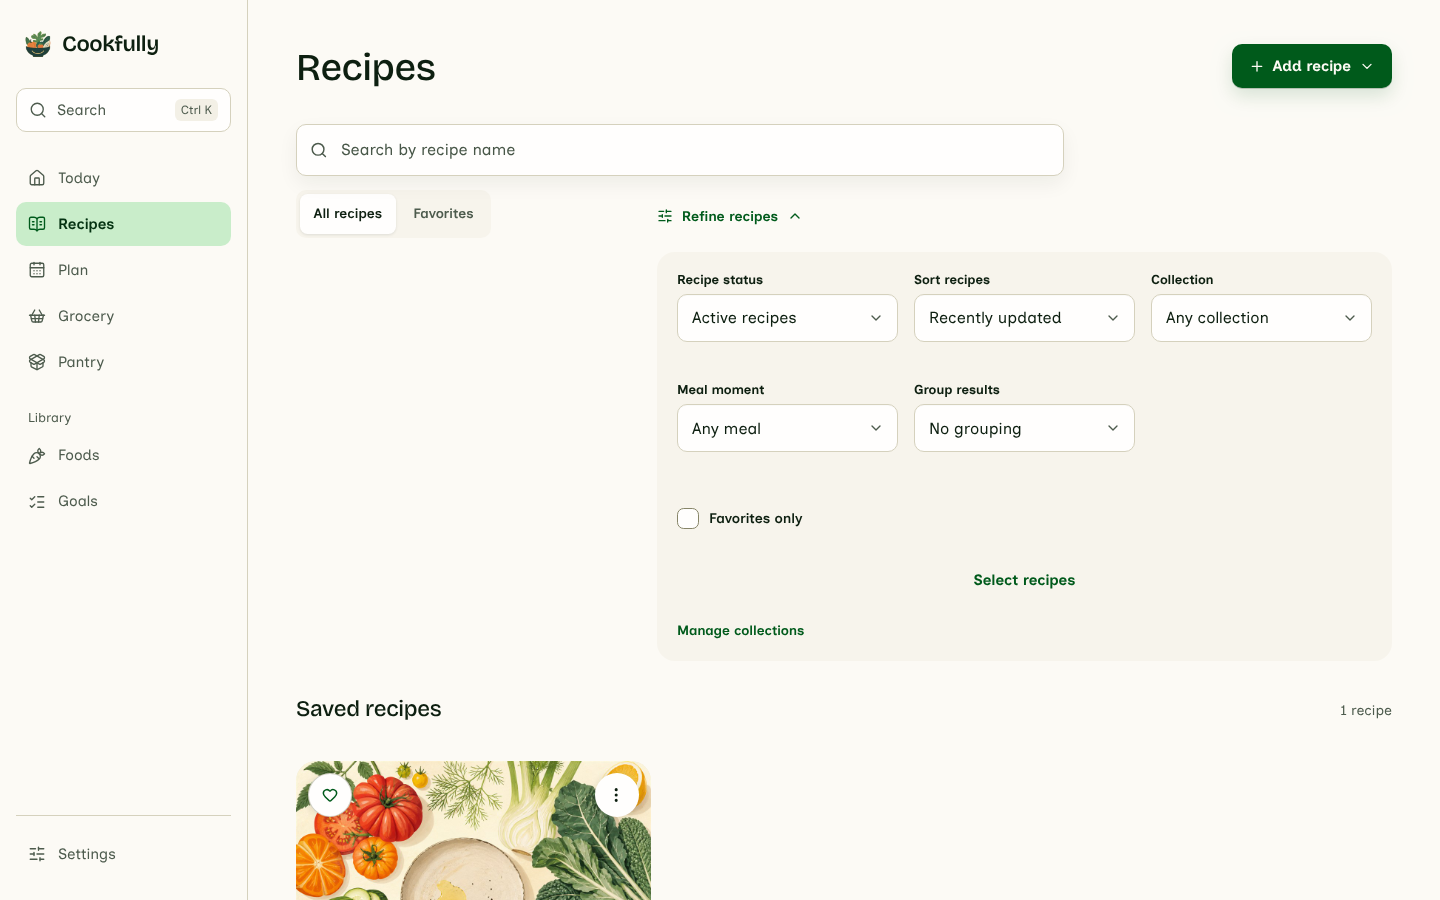 Cookfully
Search
Ctrl K
Today
Recipes
Plan
Grocery
Pantry
Library
Foods
Goals
Settings
Recipes
Add recipe
Search by recipe name
All recipes
Favorites
Refine recipes
Recipe status
Sort recipes
Collection
Active recipes
Recently updated
Any collection
Meal moment
Group results
Any meal
No grouping
Favorites only
Select recipes
Manage collections
Saved recipes
1 recipe